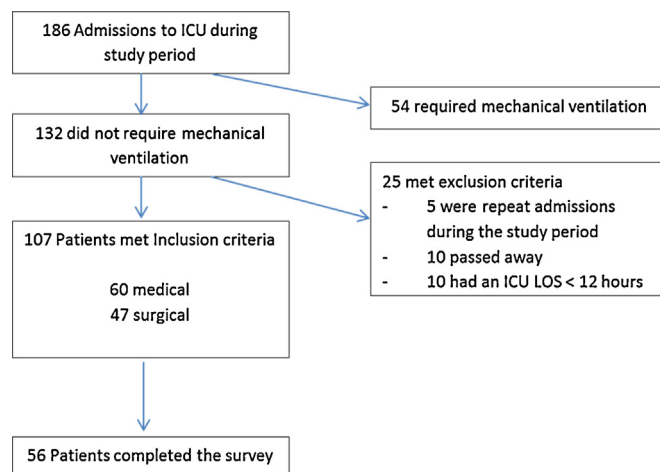 186 Admissions to ICU during
study period
54 required mechanical ventilation
132 did not require mechanical
ventilation
25 met exclusion criteria
- 5 were repeat admissions
during the study period
- 10 passed away
- 10 had an ICU LOS < 12 hours
107 Patients met Inclusion criteria
60 medical
47 surgical
56 Patients completed the survey